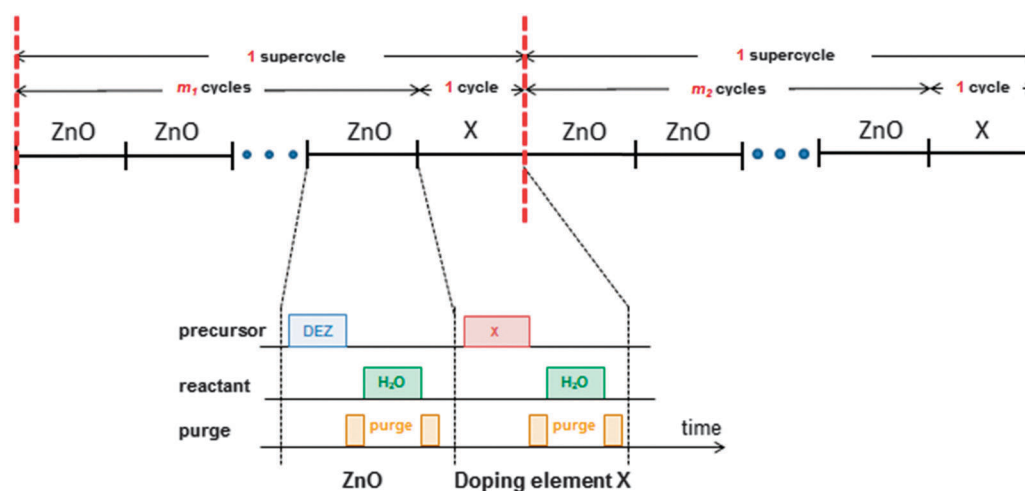 1 supercycle 1 supercycle
m₁ cycles 1 cycle m₂ cycles 1 cycle
ZnO ZnO ZnO X ZnO ZnO ZnO X
precursor DEZ X
reactant H₂O H₂O
purge purge purge time
ZnO Doping element X